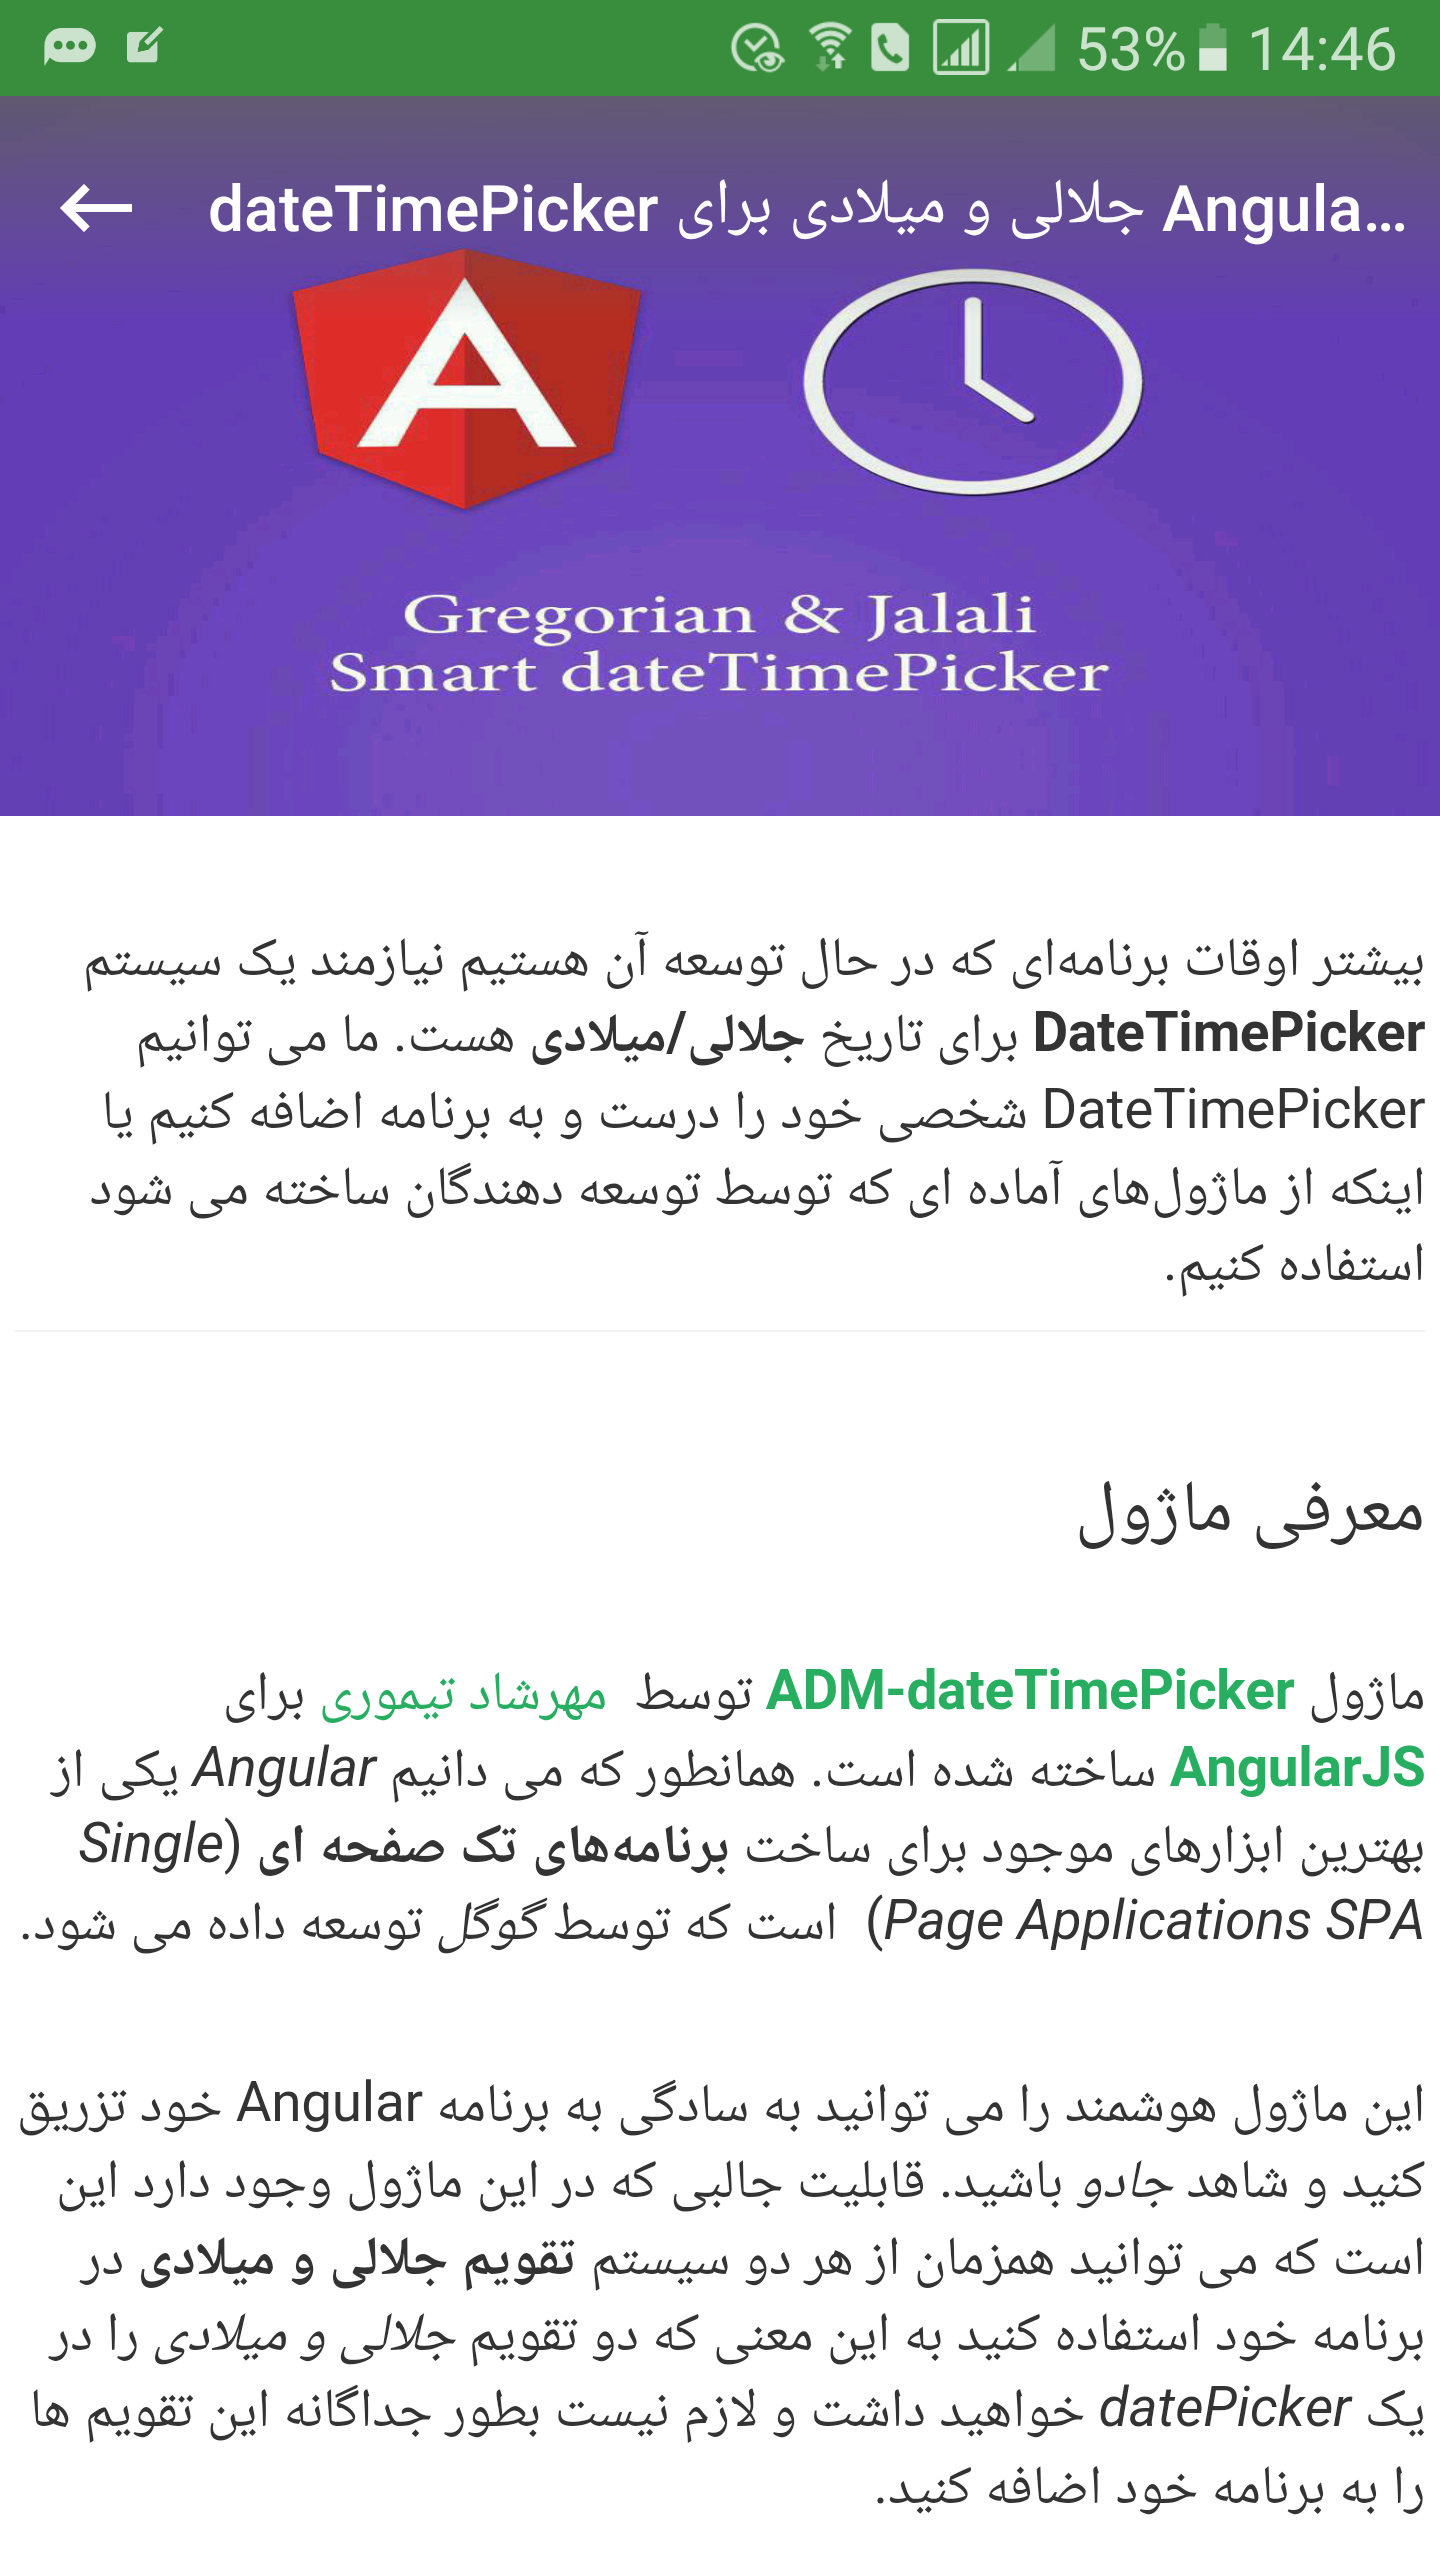 53% 14:46
dateTimePicker جلالی و میلادی برای Angula...
Gregorian & Jalali
Smart dateTimePicker
بیشتر اوقات برنامه‌ای که در حال توسعه آن هستیم نیازمند یک سیستم
DateTimePicker برای تاریخ جلالی/میلادی هست. ما می توانیم
DateTimePicker شخصی خود را درست و به برنامه اضافه کنیم یا
اینکه از ماژول‌های آماده ای که توسط توسعه دهندگان ساخته می شود
استفاده کنیم.
معرفی ماژول
ماژول ADM-dateTimePicker توسط مهرشاد تیموری برای
AngularJS ساخته شده است. همانطور که می دانیم Angular یکی از
بهترین ابزارهای موجود برای ساخت برنامه‌های تک صفحه ای (Single
Page Applications SPA) است که توسط گوگل توسعه داده می شود.
این ماژول هوشمند را می توانید به سادگی به برنامه Angular خود تزریق
کنید و شاهد جادو باشید. قابلیت جالبی که در این ماژول وجود دارد این
است که می توانید همزمان از هر دو سیستم تقویم جلالی و میلادی در
برنامه خود استفاده کنید به این معنی که دو تقویم جلالی و میلادی را در
یک datePicker خواهید داشت و لازم نیست بطور جداگانه این تقویم ها
را به برنامه خود اضافه کنید.